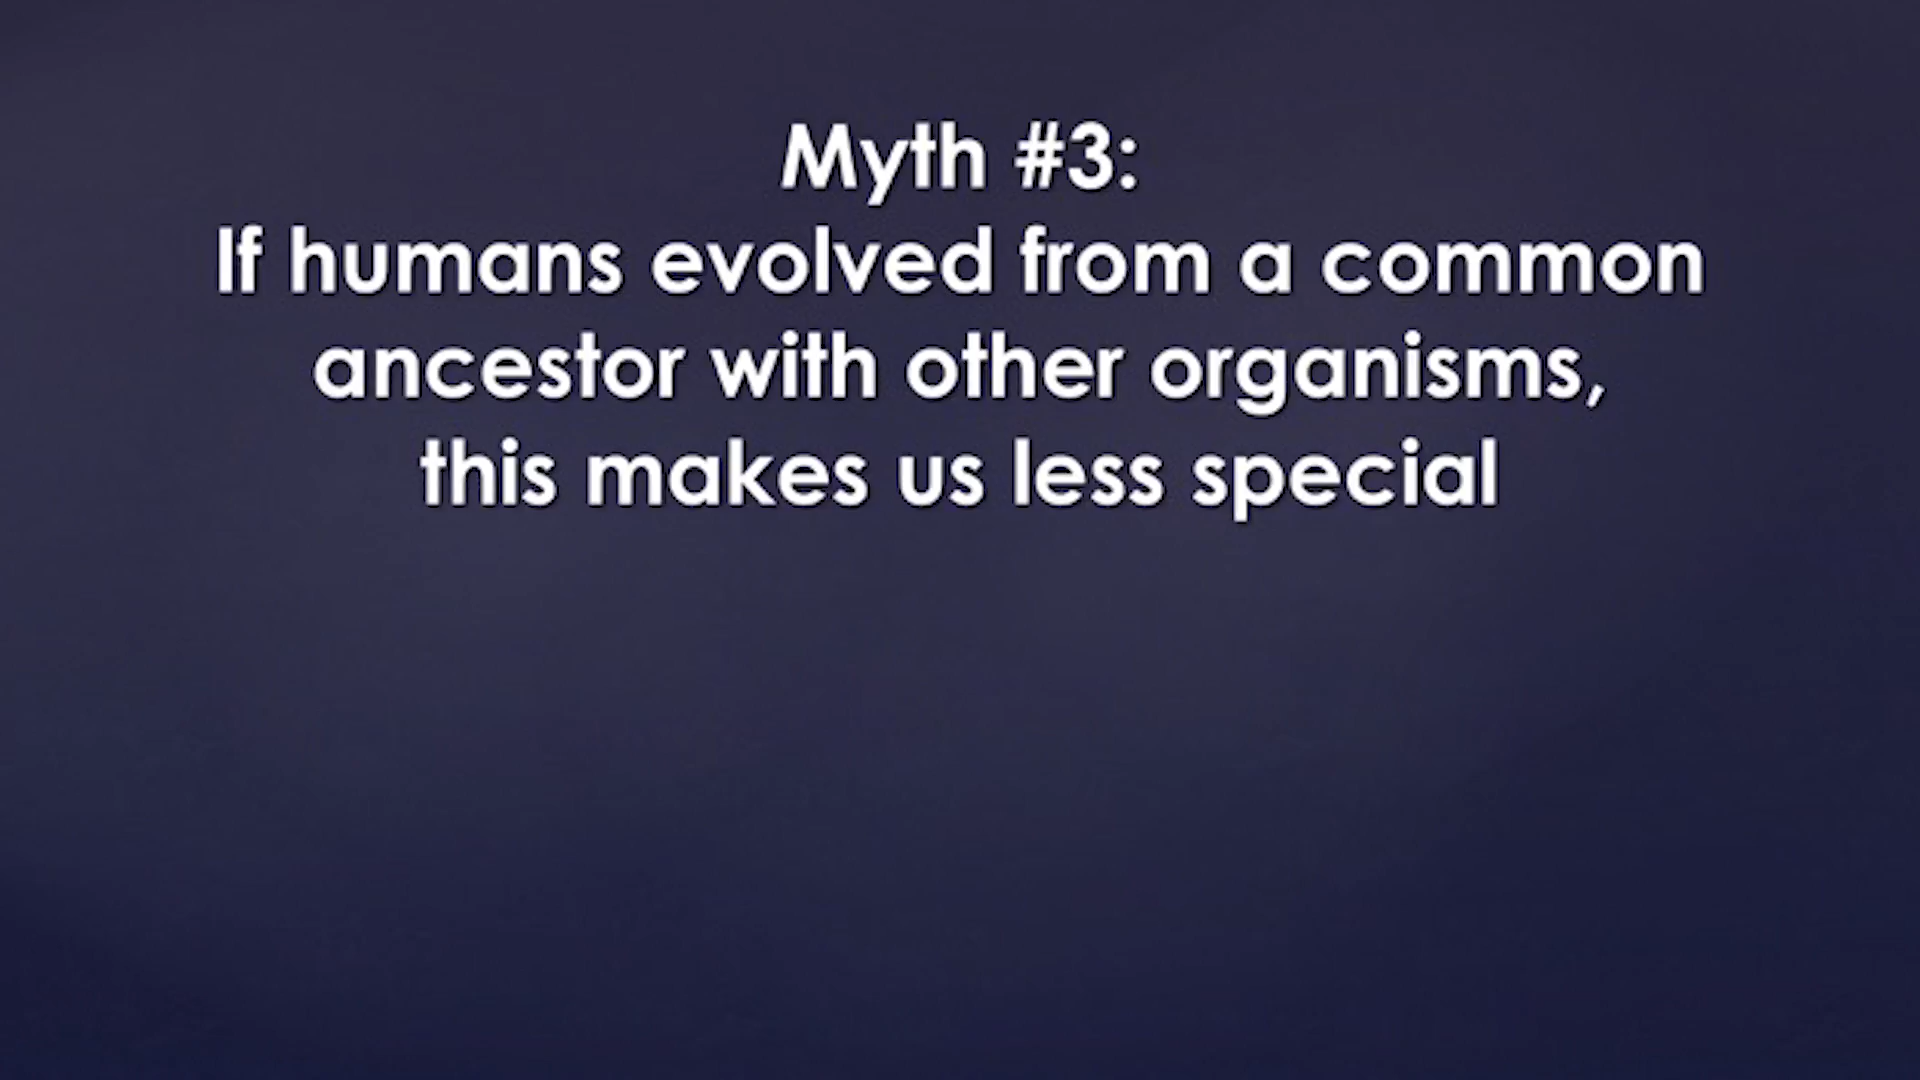 Myth #3:
If humans evolved from a common
ancestor with other organisms,
this makes us less special